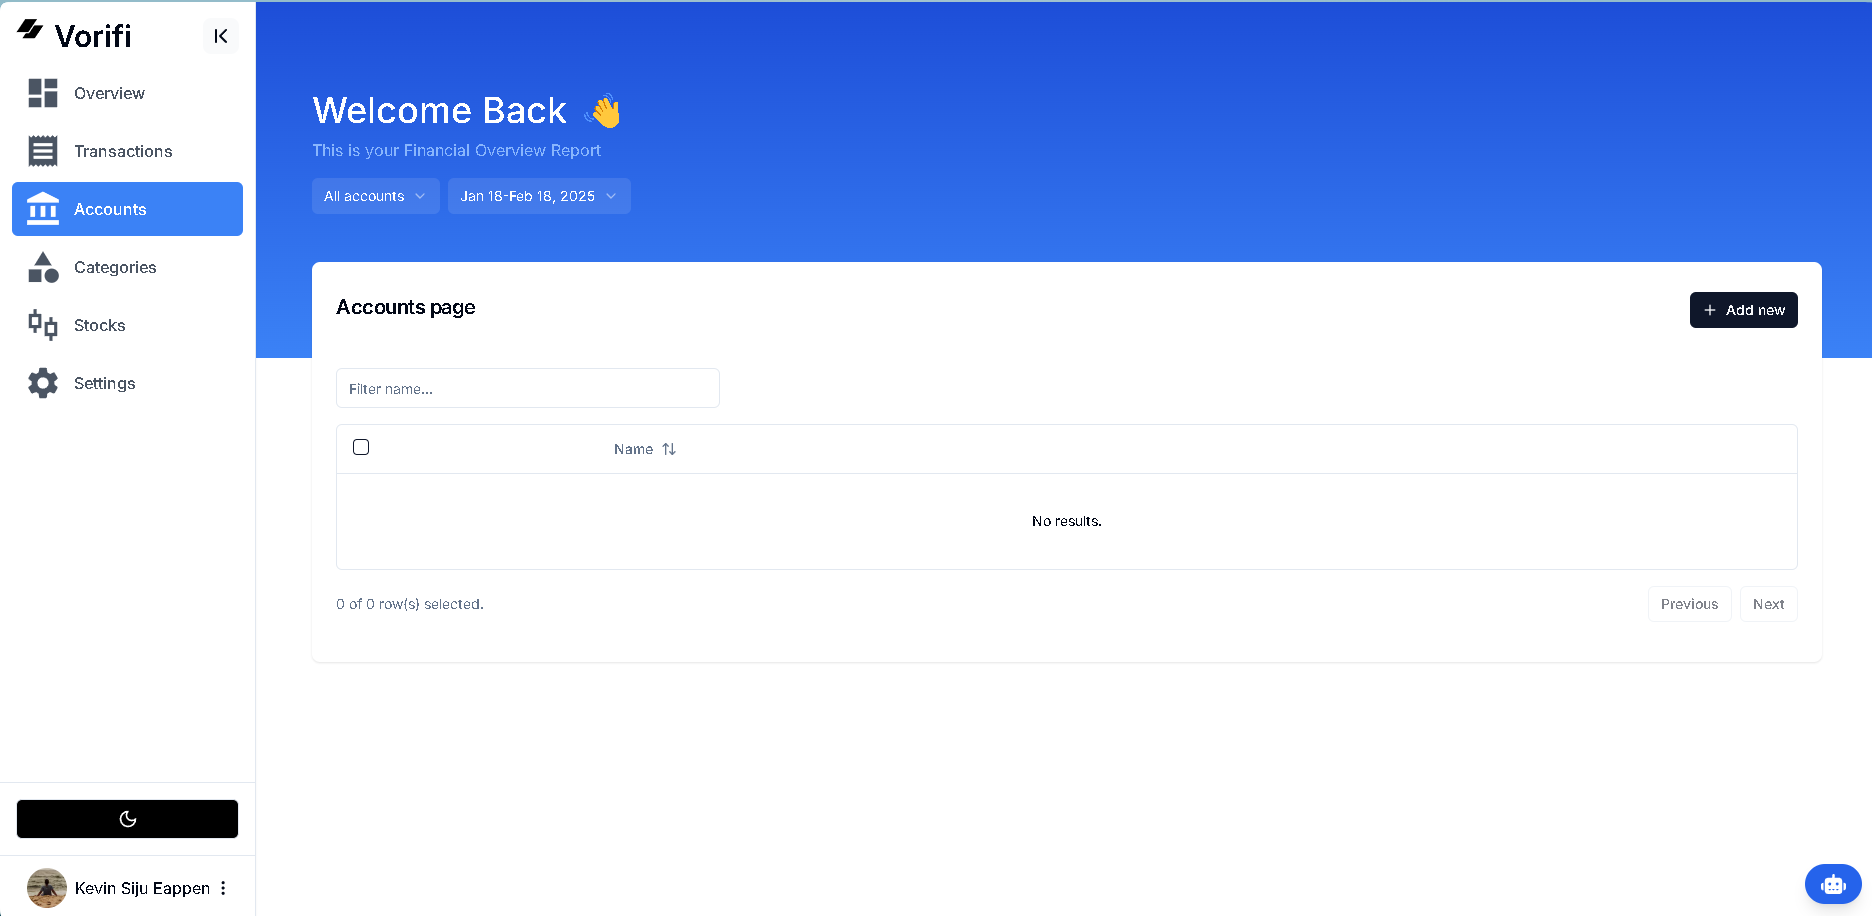 Vorifi
Overview
Transactions
Accounts
Categories
Stocks
Settings
Kevin Siju Eappen
Welcome Back 👋
This is your Financial Overview Report
All accounts
Jan 18-Feb 18, 2025
Accounts page
Add new
Filter name...
Name
No results.
0 of 0 row(s) selected.
Previous
Next